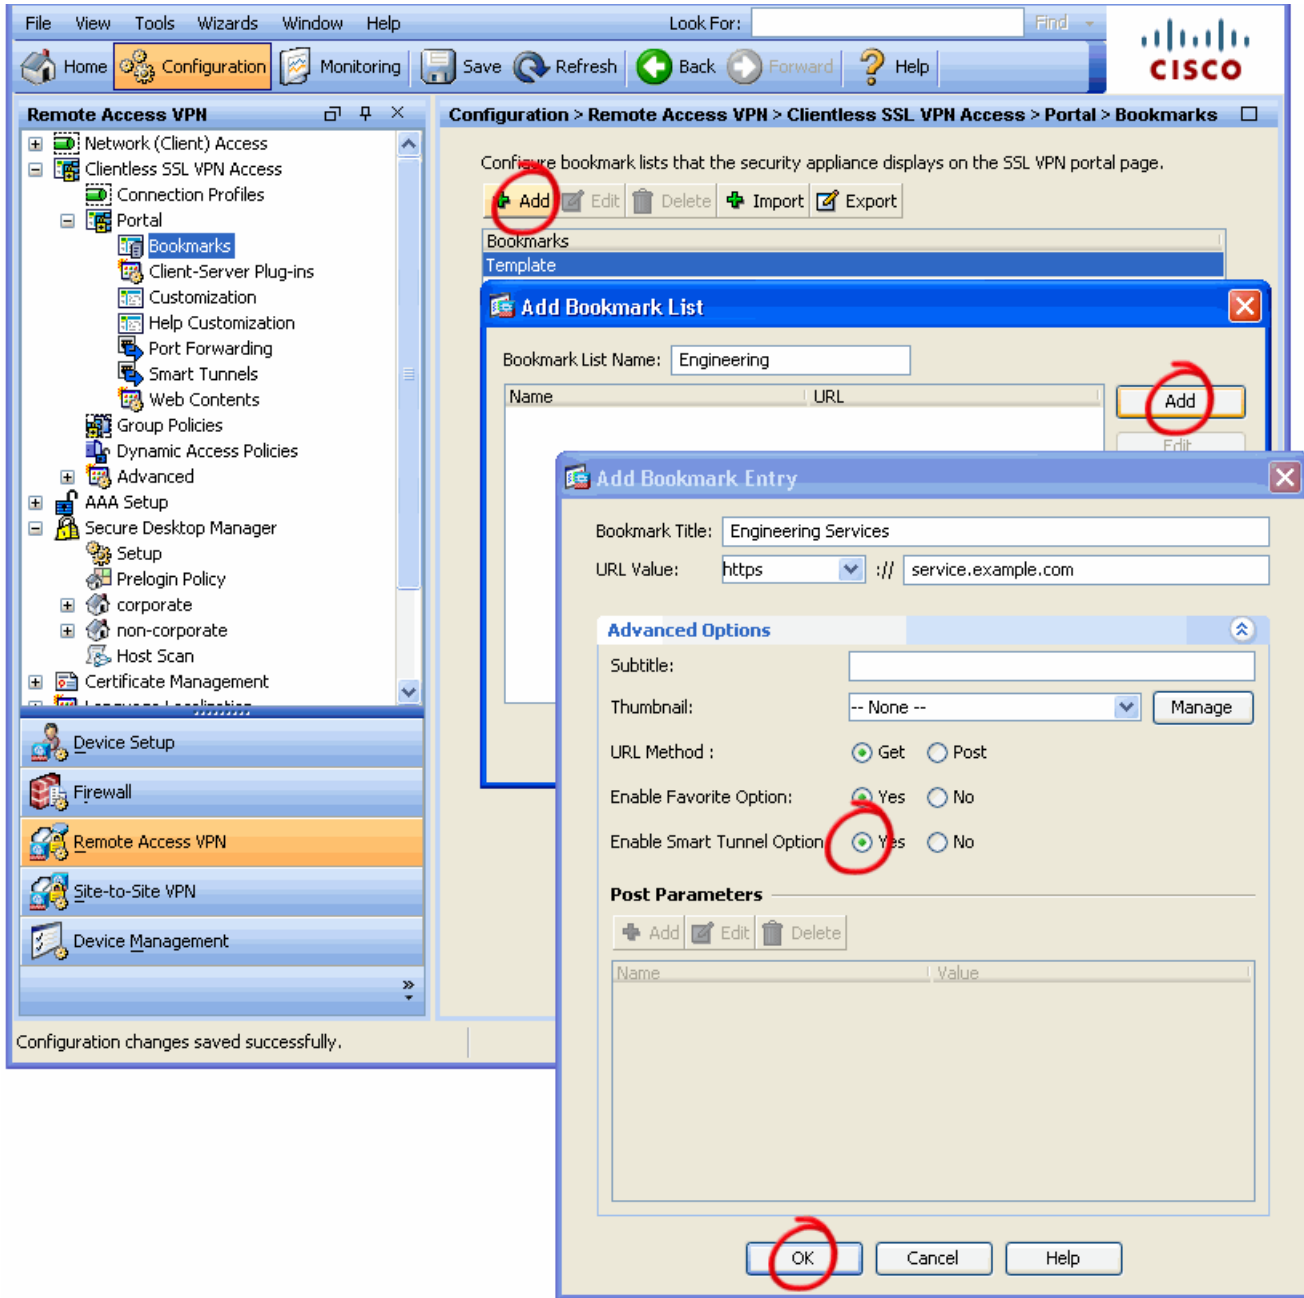 File View Tools Wizards Window Help Look For: Find
Home Configuration Monitoring Save Refresh Back Forward Help
CISCO
Remote Access VPN
Network (Client) Access
Clientless SSL VPN Access
Connection Profiles
Portal
Bookmarks
Client-Server Plug-ins
Customization
Help Customization
Port Forwarding
Smart Tunnels
Web Contents
Group Policies
Dynamic Access Policies
Advanced
AAA Setup
Secure Desktop Manager
Setup
Prelogin Policy
corporate
non-corporate
Host Scan
Certificate Management
Language Localization
Device Setup
Firewall
Remote Access VPN
Site-to-Site VPN
Device Management
»
Configuration changes saved successfully.
Configuration > Remote Access VPN > Clientless SSL VPN Access > Portal > Bookmarks
Configure bookmark lists that the security appliance displays on the SSL VPN portal page.
Add Edit Delete Import Export
Bookmarks
Template
Add Bookmark List
Bookmark List Name: Engineering
Name URL
Add
Edit
Add Bookmark Entry
Bookmark Title: Engineering Services
URL Value: https :// service.example.com
Advanced Options
Subtitle:
Thumbnail: -- None -- Manage
URL Method : Get Post
Enable Favorite Option: Yes No
Enable Smart Tunnel Option Yes No
Post Parameters
Add Edit Delete
Name Value
OK Cancel Help